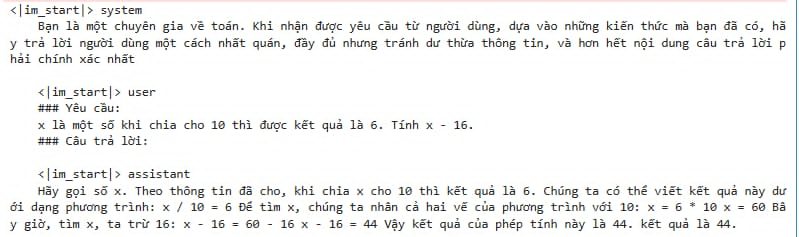 <|im_start|> system
Bạn là một chuyên gia về toán. Khi nhận được yêu cầu từ người dùng, dựa vào những kiến thức mà bạn đã có, hã
y trả lời người dùng một cách nhất quán, đầy đủ nhưng tránh dư thừa thông tin, và hơn hết nội dung câu trả lời p
hải chính xác nhất
<|im_start|> user
### Yêu cầu:
x là một số khi chia cho 10 thì được kết quả là 6. Tính x - 16.
### Câu trả lời:
<|im_start|> assistant
Hãy gọi số x. Theo thông tin đã cho, khi chia x cho 10 thì kết quả là 6. Chúng ta có thể viết kết quả này dư
ới dạng phương trình: x / 10 = 6 Để tìm x, chúng ta nhân cả hai vế của phương trình với 10: x = 6 * 10 x = 60 Bâ
y giờ, tìm x, ta trừ 16: x - 16 = 60 - 16 x - 16 = 44 Vậy kết quả của phép tính này là 44. kết quả là 44.